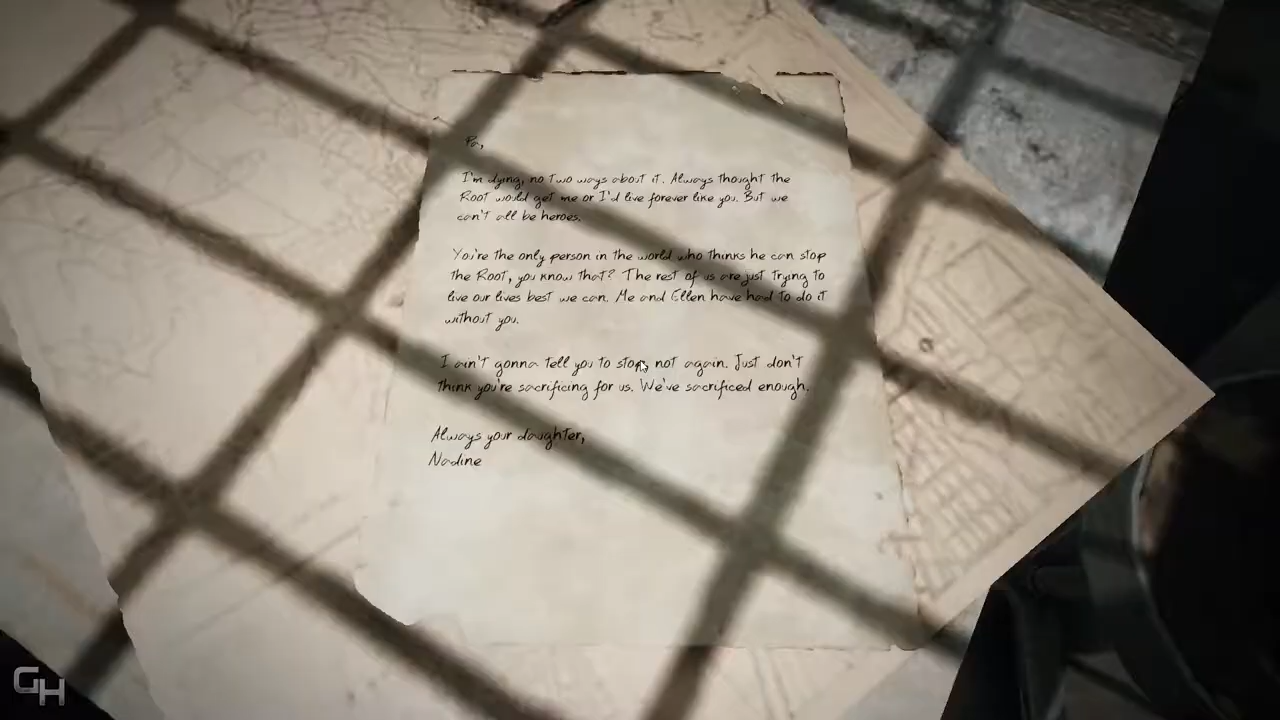 Pa,
I'm dying, no two ways about it. Always thought the
Root would get me or I'd live forever like you. But we
can't all be heroes.
You're the only person in the world who thinks he can stop
the Root, you know that? The rest of us are just trying to
live our lives best we can. Me and Ellen have had to do it
without you.
I ain't gonna tell you to stop, not again. Just don't
think you're sacrificing for us. We've sacrificed enough.
Always your daughter,
Nadine
GH